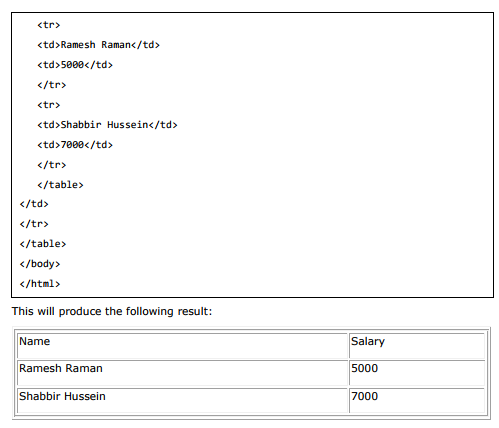 <tr>
<td>Ramesh Raman</td>
<td>5000</td>
</tr>
<tr>
<td>Shabbir Hussein</td>
<td>7000</td>
</tr>
</table>
</td>
</tr>
</table>
</body>
</html>
This will produce the following result:
Name Salary
Ramesh Raman 5000
Shabbir Hussein 7000